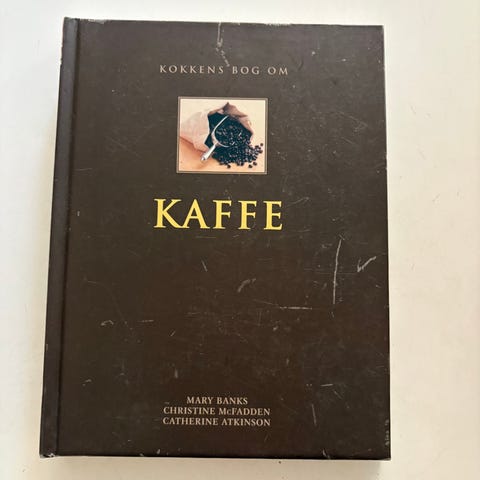 KOKKENS BOG OM
KAFFE
MARY BANKS
CHRISTINE McFADDEN
CATHERINE ATKINSON